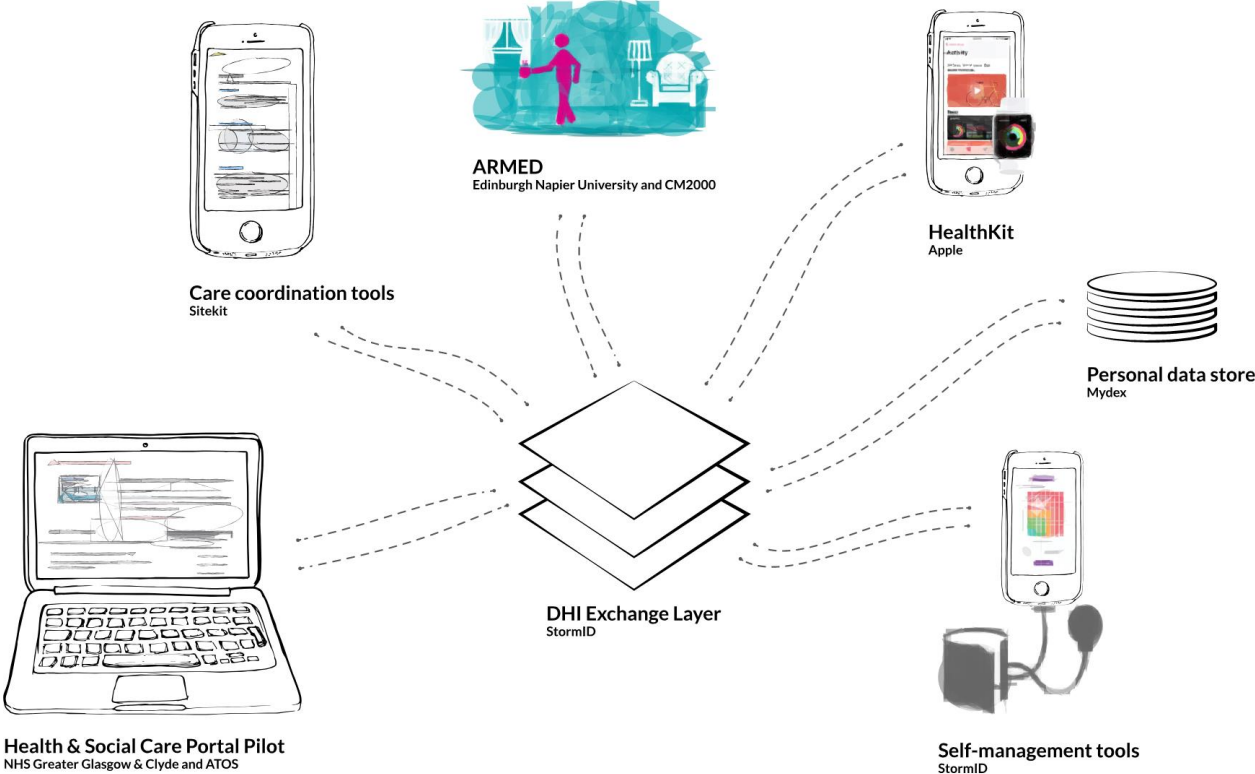 Activity
ARMED
Edinburgh Napier University and CM2000
HealthKit
Apple
Care coordination tools
Sitekit
Personal data store
Mydex
DHI Exchange Layer
StormID
Health & Social Care Portal Pilot
NHS Greater Glasgow & Clyde and ATOS
Self-management tools
StormID